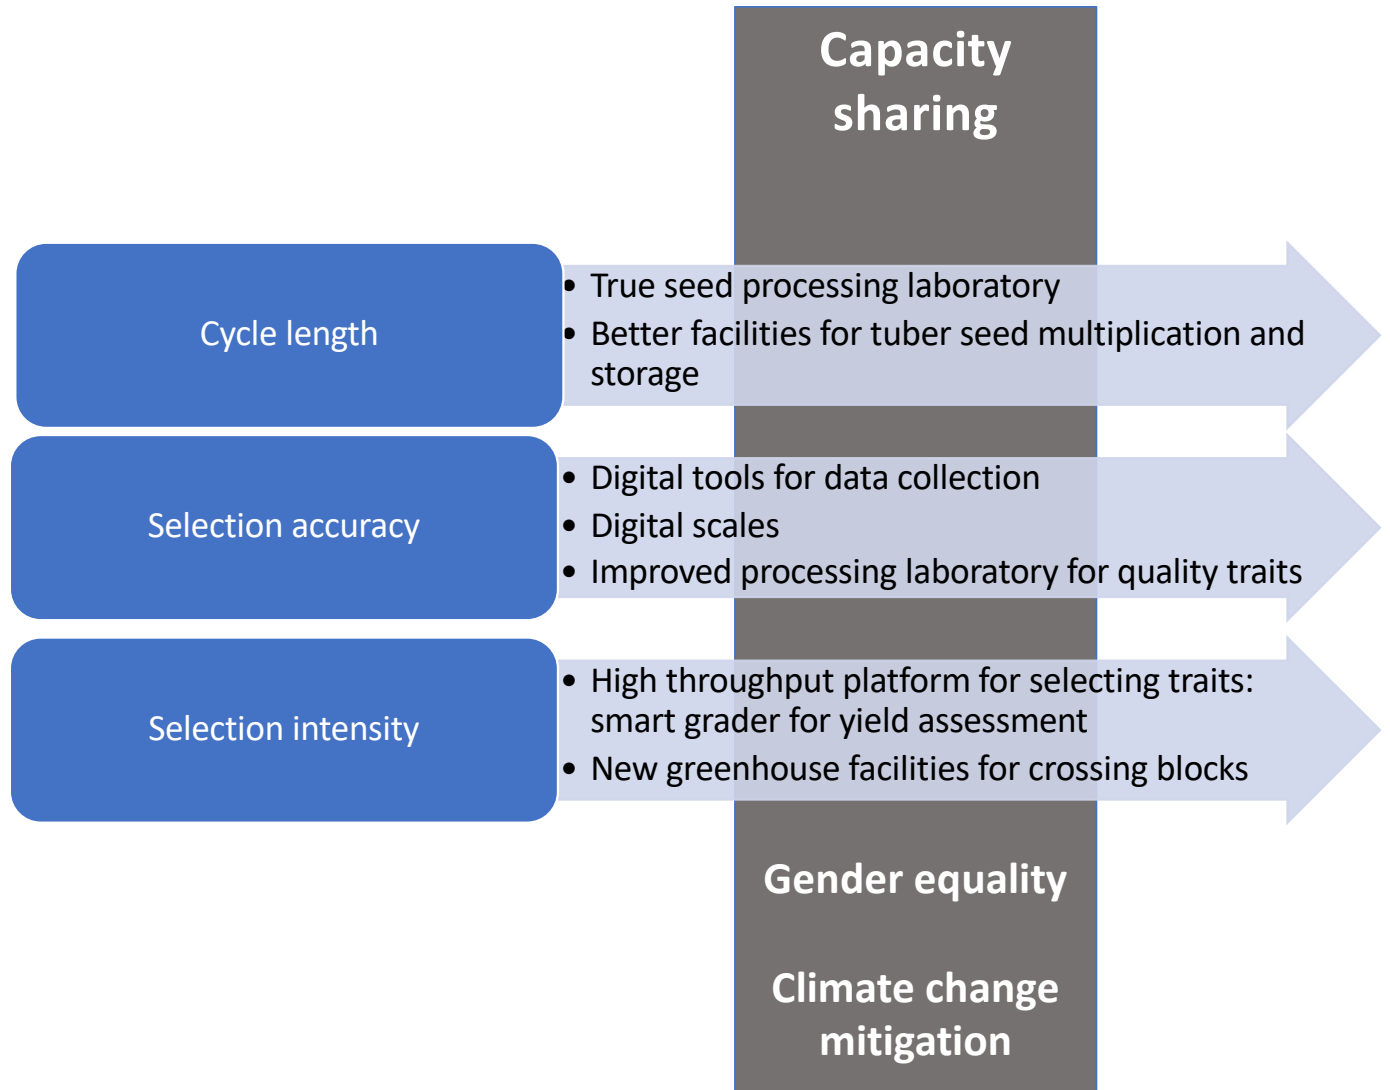 Capacity
sharing
Cycle length
• True seed processing laboratory
• Better facilities for tuber seed multiplication and
storage
Selection accuracy
• Digital tools for data collection
• Digital scales
• Improved processing laboratory for quality traits
Selection intensity
• High throughput platform for selecting traits:
smart grader for yield assessment
• New greenhouse facilities for crossing blocks
Gender equality
Climate change
mitigation